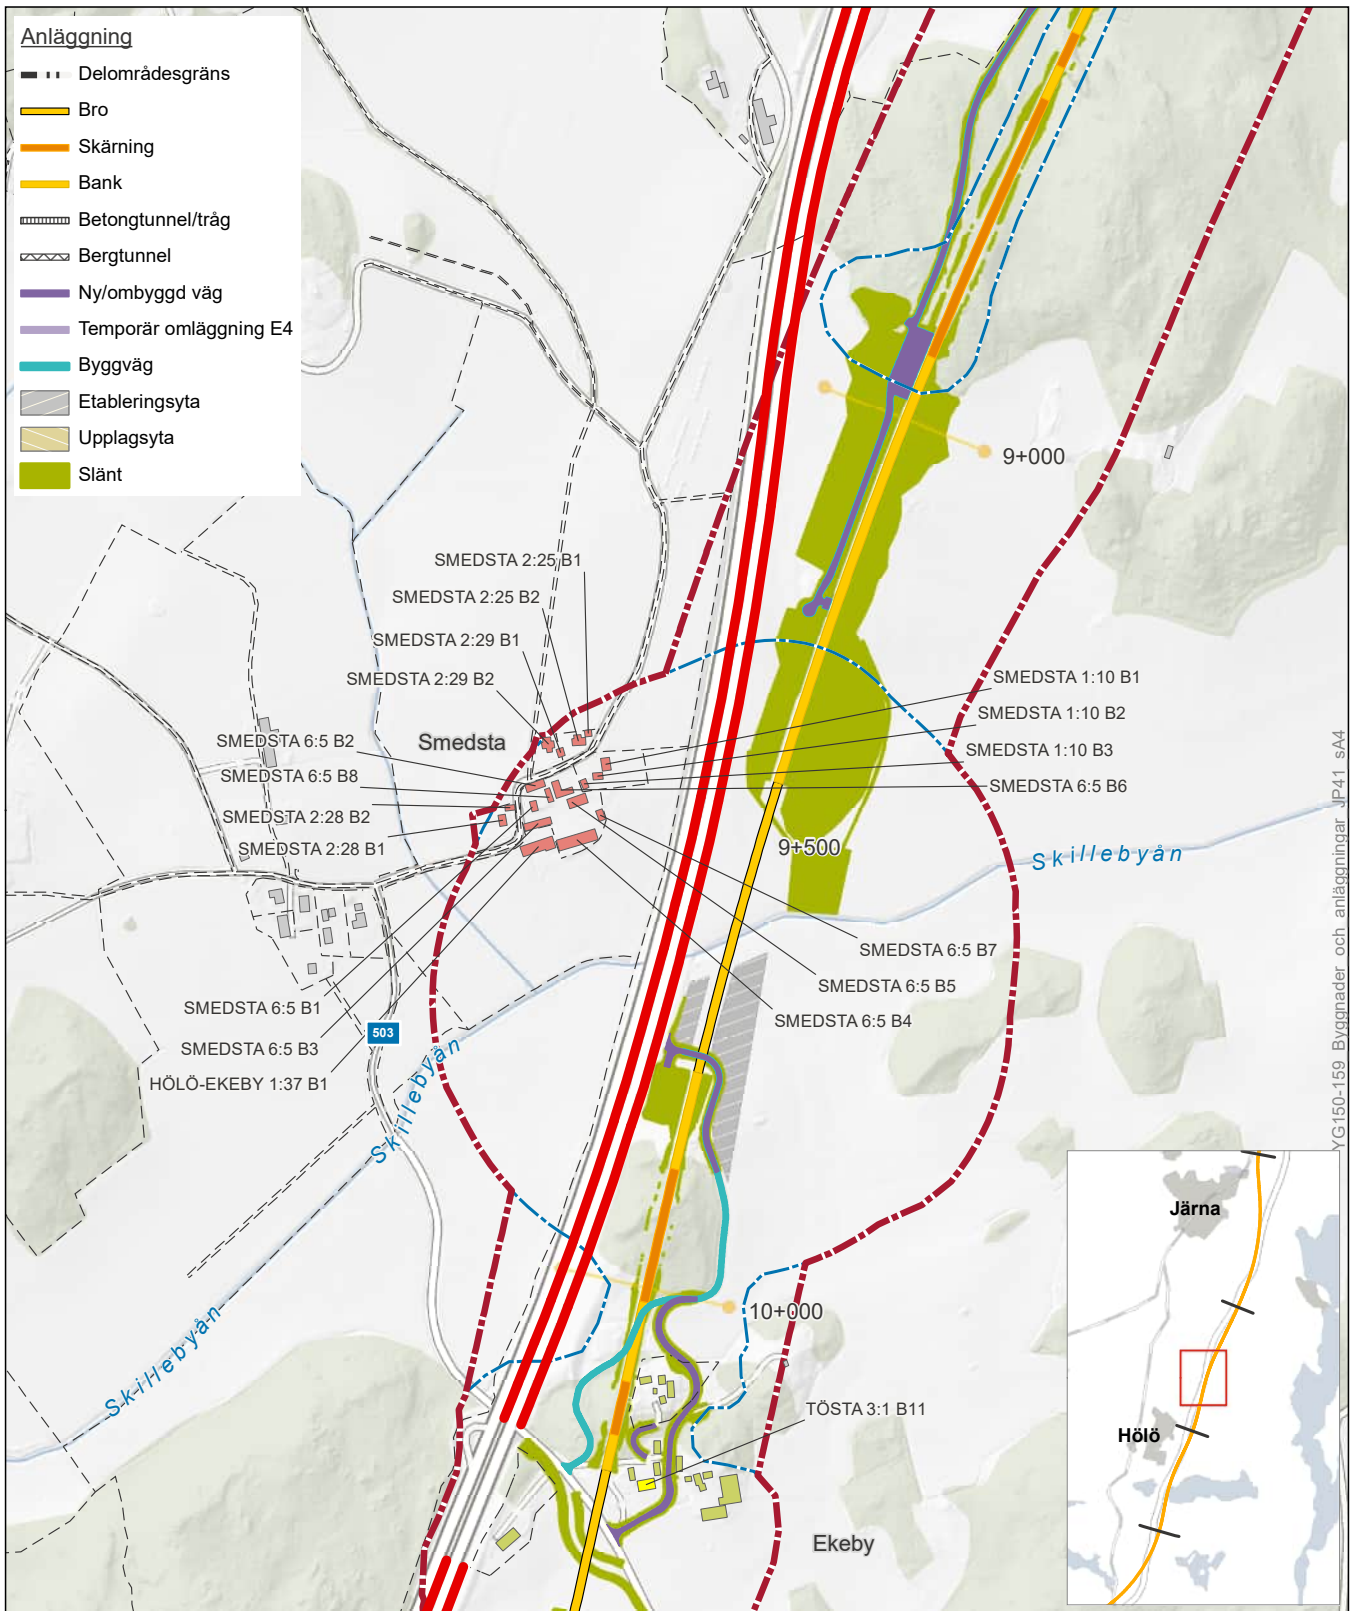 Anläggning
Delområdesgräns
Bro
Skärning
Bank
Betongtunnel/tråg
Bergtunnel
Ny/ombyggd väg
Temporär omläggning E4
Byggväg
Etableringsyta
Upplagsyta
Slänt
9+000
SMEDSTA 2:25 B1
SMEDSTA 2:25 B2
SMEDSTA 2:29 B1
SMEDSTA 2:29 B2
SMEDSTA 1:10 B1
SMEDSTA 1:10 B2
Smedsta
SMEDSTA 6:5 B2
SMEDSTA 1:10 B3
SMEDSTA 6:5 B8
SMEDSTA 6:5 B6
SMEDSTA 2:28 B2
SMEDSTA 2:28 B1
9+500
Skillebyån
SMEDSTA 6:5 B7
SMEDSTA 6:5 B5
SMEDSTA 6:5 B1
SMEDSTA 6:5 B4
503
SMEDSTA 6:5 B3
HÖLÖ-EKEBY 1:37 B1
Skillebyån
YG150-159 Byggnader och anläggningar JP41 sA4
Järna
10+000
Skillebyån
TÖSTA 3:1 B11
Hölö
Ekeby